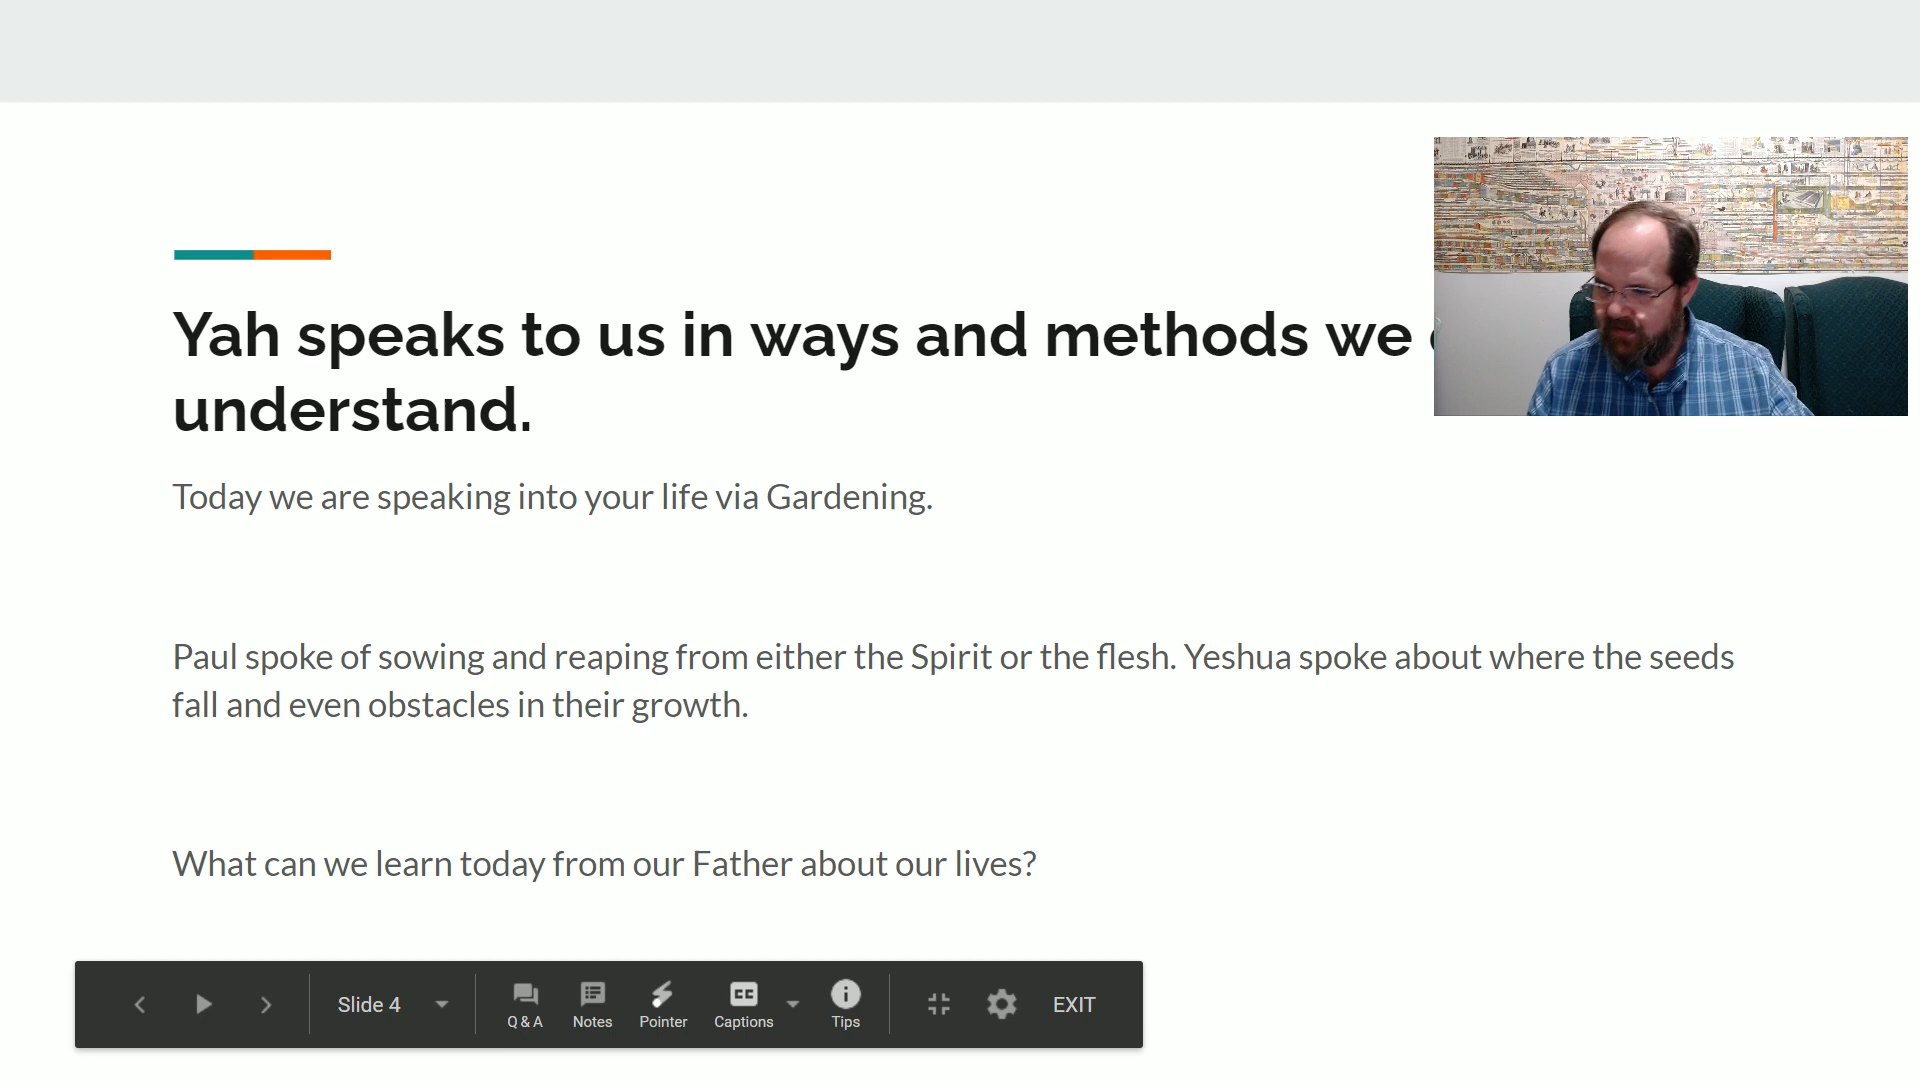 Yah speaks to us in ways and methods we
understand.
Today we are speaking into your life via Gardening.
Paul spoke of sowing and reaping from either the Spirit or the flesh. Yeshua spoke about where the seeds
fall and even obstacles in their growth.
What can we learn today from our Father about our lives?
Slide 4
Q & A
Notes
Pointer
CC
Captions
Tips
EXIT